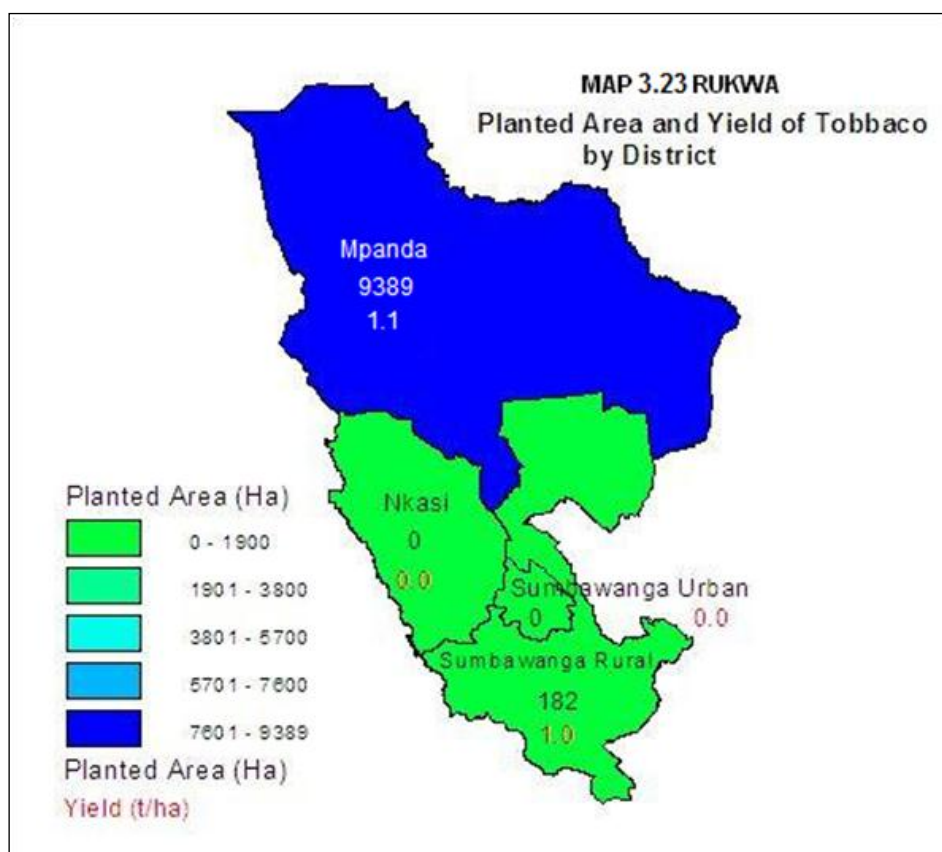 MAP 3.23 RUKWA
Planted Area and Yield of Tobbaco
by District
Mpanda
9389
1.1
Nkasi
0
0.0
Sumbawanga Urban
0
0.0
Sumbawanga Rural
182
1.0
Planted Area (Ha)
0 - 1900
1901 - 3800
3801 - 5700
5701 - 7600
7601 - 9389
Planted Area (Ha)
Yield (t/ha)